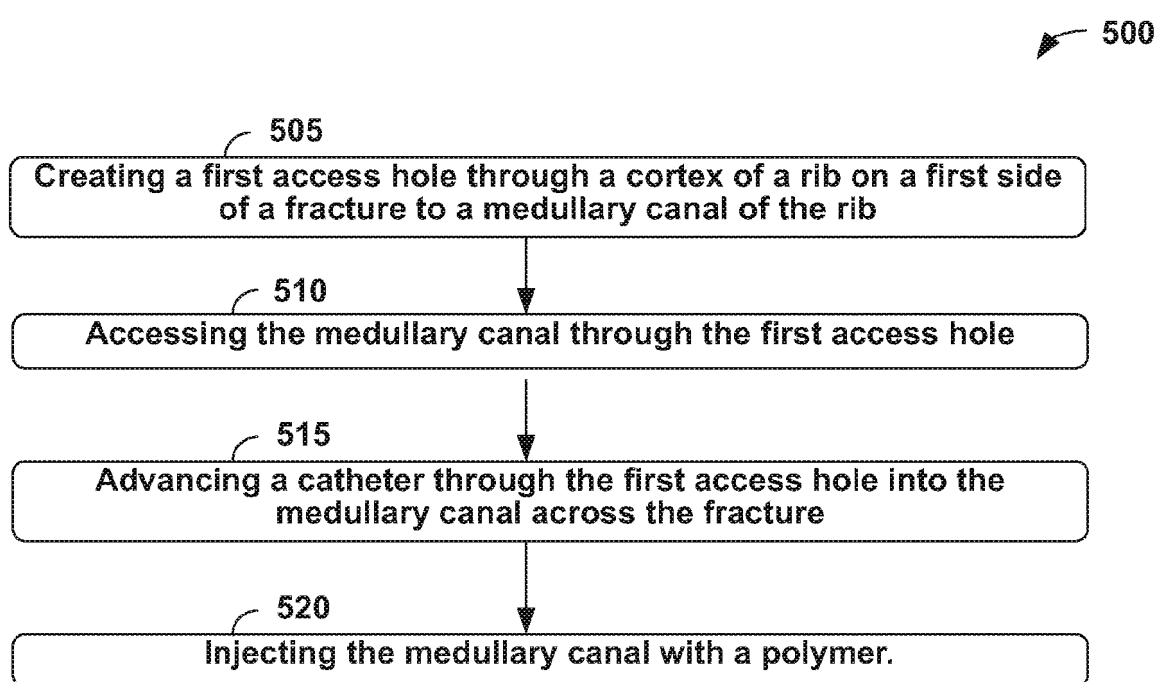 500
505
Creating a first access hole through a cortex of a rib on a first side
of a fracture to a medullary canal of the rib
510
Accessing the medullary canal through the first access hole
515
Advancing a catheter through the first access hole into the
medullary canal across the fracture
520
Injecting the medullary canal with a polymer.